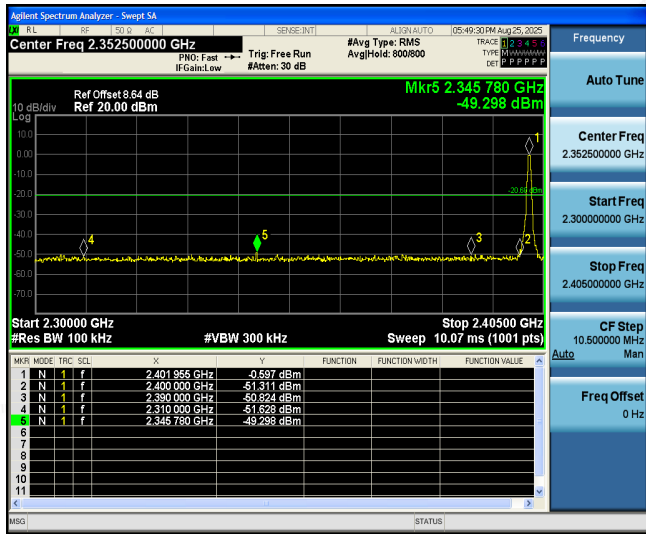 Agilent Spectrum Analyzer - Swept SA
RL RF 50 Ω AC SENSE:INT ALIGN AUTO 05:49:30 PM Aug 25, 2025
Center Freq 2.352500000 GHz
#Avg Type: RMS
TRACE 1 2 3 4 5 6
PNO: Fast Trig: Free Run Avg|Hold: 800/800
TYPE M
IFGain:Low #Atten: 30 dB
DET P P P P P P
Frequency
Auto Tune
Ref Offset 8.64 dB
Mkr5 2.345 780 GHz
10 dB/div Ref 20.00 dBm
-49.298 dBm
Log
10.0
0.00
-10.0
-20.0
-30.0
-40.0
-50.0
-60.0
-70.0
1
2
3
4
5
Center Freq
2.352500000 GHz
Start Freq
2.300000000 GHz
Stop Freq
2.405000000 GHz
CF Step
10.500000 MHz
Auto Man
Freq Offset
0 Hz
Start 2.30000 GHz Stop 2.40500 GHz
#Res BW 100 kHz #VBW 300 kHz Sweep 10.07 ms (1001 pts)
MKR MODE TRC SCL X Y FUNCTION FUNCTION WIDTH FUNCTION VALUE
1 N 1 f 2.401 955 GHz -0.597 dBm
2 N 1 f 2.400 000 GHz -51.311 dBm
3 N 1 f 2.390 000 GHz -50.824 dBm
4 N 1 f 2.310 000 GHz -51.628 dBm
5 N 1 f 2.345 780 GHz -49.298 dBm
6
7
8
9
10
11
MSG STATUS